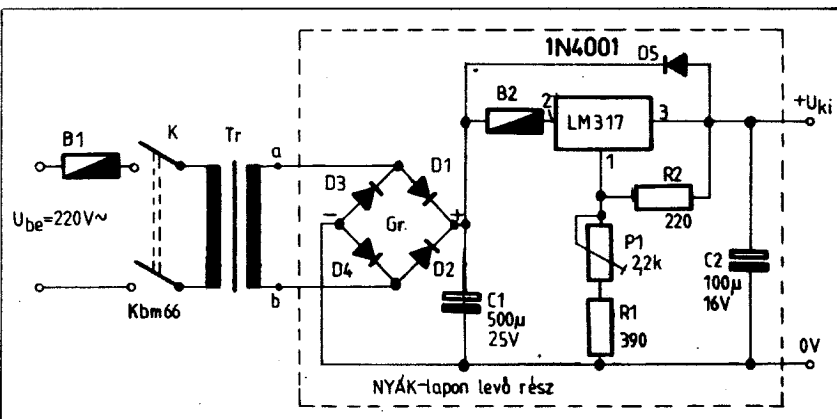 1N4001
D5
B2
2
LM317
3
+Uki
B1
K
Tr
a
D3
D1
1
R2
220
Ube=220V~
−
Gr.
+
P1
2,2k
C2
100µ
16V
D4
D2
b
Kbm66
C1
500µ
25V
R1
390
0V
NYÁK-lapon levő rész